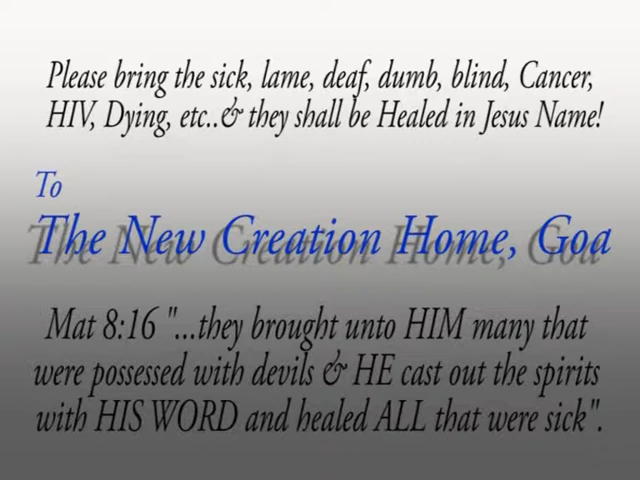 Please bring the sick, lame, deaf, dumb, blind, Cancer,
HIV, Dying, etc..& they shall be Healed in Jesus Name!
To
The New Creation Home, Goa
Mat 8:16 "...they brought unto HIM many that
were possessed with devils & HE cast out the spirits
with HIS WORD and healed ALL that were sick".